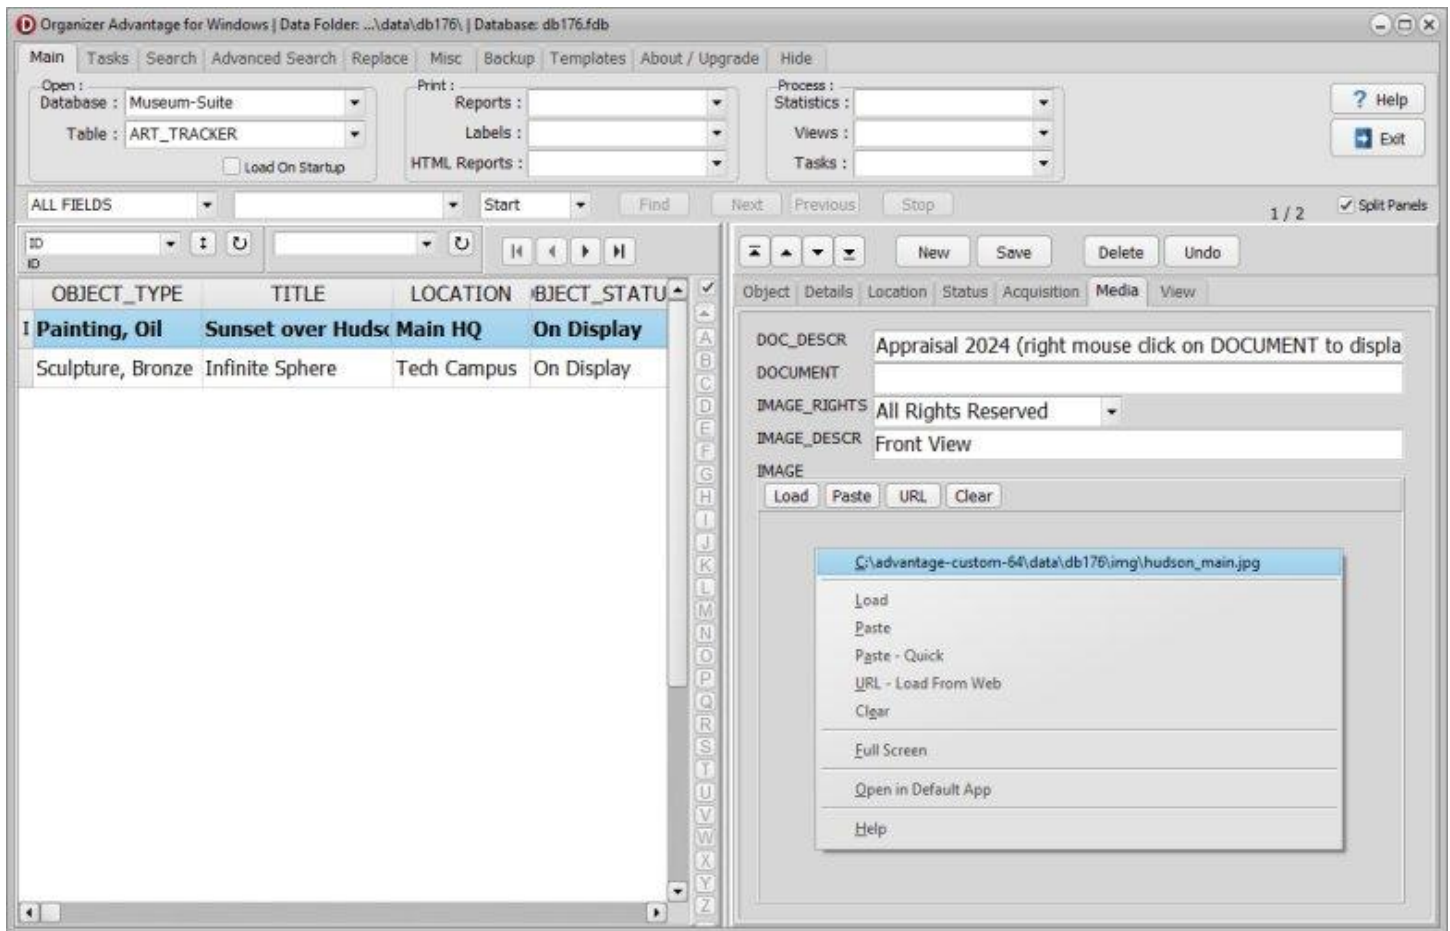 Organizer Advantage for Windows | Data Folder: ...\data\db176\ | Database: db176.fdb
Main Tasks Search Advanced Search Replace Misc Backup Templates About / Upgrade Hide
Open : Print : Process :
Database : Museum-Suite Reports : Statistics : ? Help
Table : ART_TRACKER Labels : Views : Exit
Load On Startup HTML Reports : Tasks :
ALL FIELDS Start Find Next Previous Stop 1 / 2 Split Panels
ID
ID
New Save Delete Undo
OBJECT_TYPE TITLE LOCATION BJECT_STATU
Painting, Oil Sunset over Hudsc Main HQ On Display
Sculpture, Bronze Infinite Sphere Tech Campus On Display
A
B
C
D
E
F
G
H
I
J
K
L
M
N
O
P
Q
R
S
T
U
V
W
X
Y
Z
Object Details Location Status Acquisition Media View
DOC_DESCR Appraisal 2024 (right mouse click on DOCUMENT to displa
DOCUMENT
IMAGE_RIGHTS All Rights Reserved
IMAGE_DESCR Front View
IMAGE
Load Paste URL Clear
C:\advantage-custom-64\data\db176\img\hudson_main.jpg
Load
Paste
Paste - Quick
URL - Load From Web
Clear
Full Screen
Open in Default App
Help